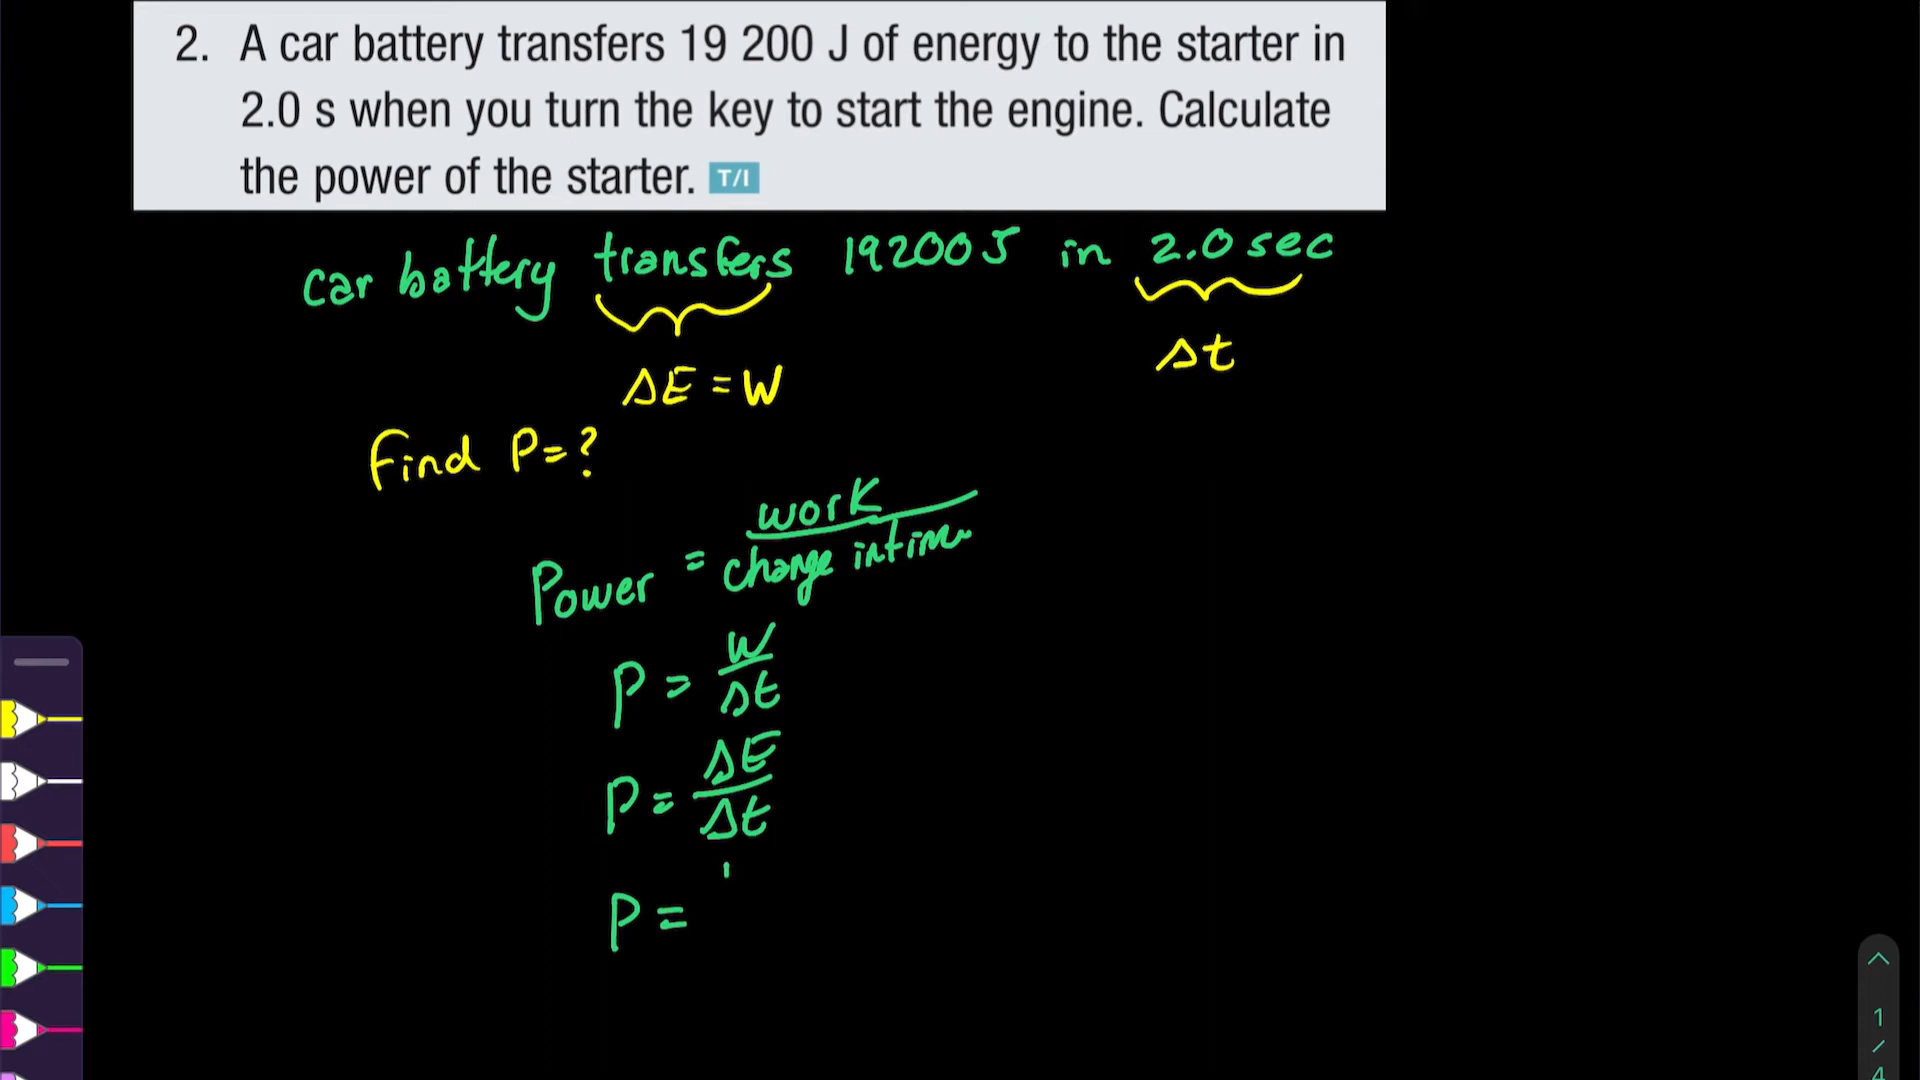 2. A car battery transfers 19 200 J of energy to the starter in
2.0 s when you turn the key to start the engine. Calculate
the power of the starter. T/I
car battery transfers 19200J in 2.0 sec
ΔE = W
Δt
Find P=?
Power = work / change in time
P = W / Δt
P = ΔE / Δt
P =
1
/
4